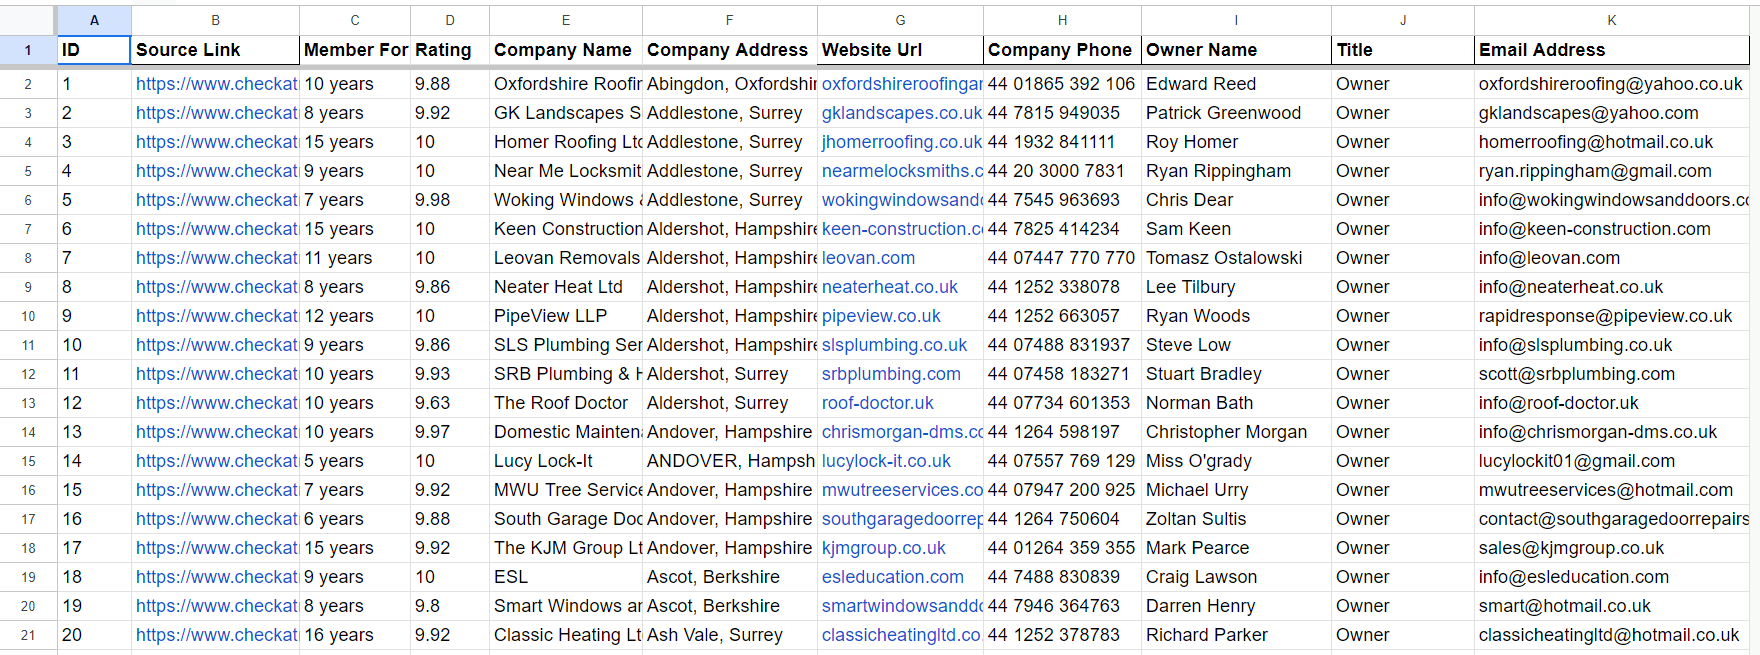 A B C D E F G H I J K
1 ID Source Link Member For Rating Company Name Company Address Website Url Company Phone Owner Name Title Email Address
2 1 https://www.checkat 10 years 9.88 Oxfordshire Roofin Abingdon, Oxfordshir oxfordshireroofingar 44 01865 392 106 Edward Reed Owner oxfordshireroofing@yahoo.co.uk
3 2 https://www.checkat 8 years 9.92 GK Landscapes S Addlestone, Surrey gklandscapes.co.uk 44 7815 949035 Patrick Greenwood Owner gklandscapes@yahoo.com
4 3 https://www.checkat 15 years 10 Homer Roofing Ltd Addlestone, Surrey jhomerroofing.co.uk 44 1932 841111 Roy Homer Owner homerroofing@hotmail.co.uk
5 4 https://www.checkat 9 years 10 Near Me Locksmit Addlestone, Surrey nearmelocksmiths.c 44 20 3000 7831 Ryan Rippingham Owner ryan.rippingham@gmail.com
6 5 https://www.checkat 7 years 9.98 Woking Windows & Addlestone, Surrey wokingwindowsandd 44 7545 963693 Chris Dear Owner info@wokingwindowsanddoors.co
7 6 https://www.checkat 15 years 10 Keen Construction Aldershot, Hampshire keen-construction.co 44 7825 414234 Sam Keen Owner info@keen-construction.com
8 7 https://www.checkat 11 years 10 Leovan Removals Aldershot, Hampshire leovan.com 44 07447 770 770 Tomasz Ostalowski Owner info@leovan.com
9 8 https://www.checkat 8 years 9.86 Neater Heat Ltd Aldershot, Hampshire neaterheat.co.uk 44 1252 338078 Lee Tilbury Owner info@neaterheat.co.uk
10 9 https://www.checkat 12 years 10 PipeView LLP Aldershot, Hampshire pipeview.co.uk 44 1252 663057 Ryan Woods Owner rapidresponse@pipeview.co.uk
11 10 https://www.checkat 9 years 9.86 SLS Plumbing Ser Aldershot, Hampshire slsplumbing.co.uk 44 07488 831937 Steve Low Owner info@slsplumbing.co.uk
12 11 https://www.checkat 10 years 9.93 SRB Plumbing & H Aldershot, Surrey srbplumbing.com 44 07458 183271 Stuart Bradley Owner scott@srbplumbing.com
13 12 https://www.checkat 10 years 9.63 The Roof Doctor Aldershot, Surrey roof-doctor.uk 44 07734 601353 Norman Bath Owner info@roof-doctor.uk
14 13 https://www.checkat 10 years 9.97 Domestic Maintena Andover, Hampshire chrismorgan-dms.co 44 1264 598197 Christopher Morgan Owner info@chrismorgan-dms.co.uk
15 14 https://www.checkat 5 years 10 Lucy Lock-It ANDOVER, Hampsh lucylock-it.co.uk 44 07557 769 129 Miss O'grady Owner lucylockit01@gmail.com
16 15 https://www.checkat 7 years 9.92 MWU Tree Service Andover, Hampshire mwutreeservices.co 44 07947 200 925 Michael Urry Owner mwutreeservices@hotmail.com
17 16 https://www.checkat 6 years 9.88 South Garage Doo Andover, Hampshire southgaragedoorrep 44 1264 750604 Zoltan Sultis Owner contact@southgaragedoorrepairs
18 17 https://www.checkat 15 years 9.92 The KJM Group Lt Andover, Hampshire kjmgroup.co.uk 44 01264 359 355 Mark Pearce Owner sales@kjmgroup.co.uk
19 18 https://www.checkat 9 years 10 ESL Ascot, Berkshire esleducation.com 44 7488 830839 Craig Lawson Owner info@esleducation.com
20 19 https://www.checkat 8 years 9.8 Smart Windows an Ascot, Berkshire smartwindowsanddo 44 7946 364763 Darren Henry Owner smart@hotmail.co.uk
21 20 https://www.checkat 16 years 9.92 Classic Heating Lt Ash Vale, Surrey classicheatingltd.co. 44 1252 378783 Richard Parker Owner classicheatingltd@hotmail.co.uk